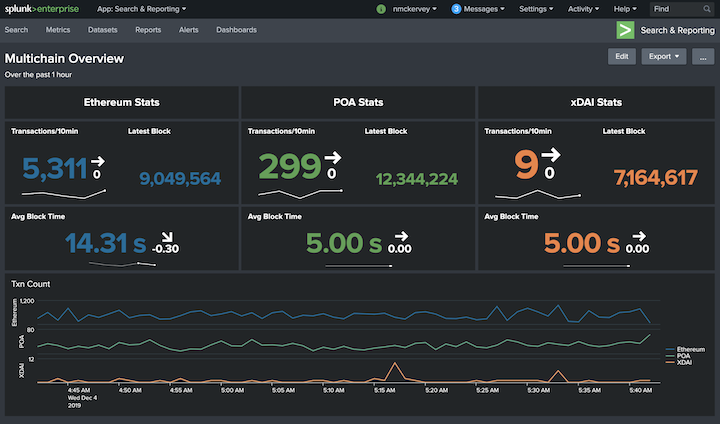 splunk>enterprise App: Search & Reporting i nmckervey 3 Messages Settings Activity Help Find
Search Metrics Datasets Reports Alerts Dashboards Search & Reporting
Multichain Overview Edit Export ...
Over the past 1 hour
Ethereum Stats POA Stats xDAI Stats
Transactions/10min Latest Block Transactions/10min Latest Block Transactions/10min Latest Block
5,311 0 9,049,564 299 0 12,344,224 9 0 7,164,617
Avg Block Time Avg Block Time Avg Block Time
14.31 s -0.30 5.00 s 0.00 5.00 s 0.00
Txn Count
1,200
Ethereum
80
POA
12
XDAI
Ethereum
POA
XDAI
4:45 AM 4:50 AM 4:55 AM 5:00 AM 5:05 AM 5:10 AM 5:15 AM 5:20 AM 5:25 AM 5:30 AM 5:35 AM 5:40 AM
Wed Dec 4
2019